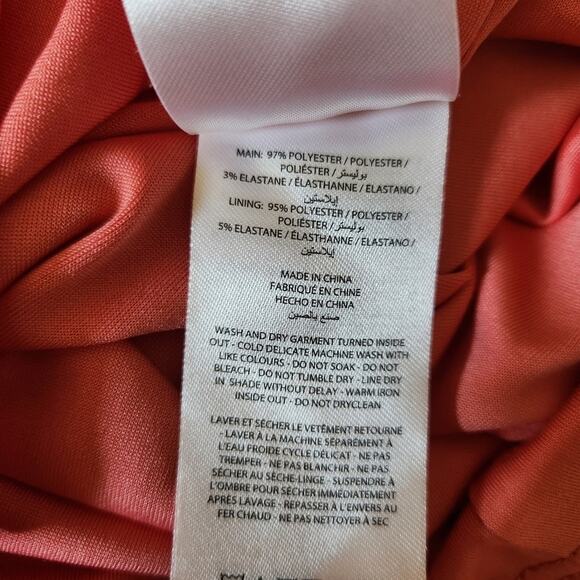 MAIN: 97% POLYESTER / POLYESTER /
POLIÉSTER / بوليستر
3% ELASTANE / ÉLASTHANNE / ELASTANO /
إيلاستين
LINING: 95% POLYESTER / POLYESTER /
POLIÉSTER / بوليستر
5% ELASTANE / ÉLASTHANNE / ELASTANO /
إيلاستين
MADE IN CHINA
FABRIQUÉ EN CHINE
HECHO EN CHINA
صنع بالصين
WASH AND DRY GARMENT TURNED INSIDE
OUT - COLD DELICATE MACHINE WASH WITH
LIKE COLOURS - DO NOT SOAK - DO NOT
BLEACH - DO NOT TUMBLE DRY - LINE DRY
IN SHADE WITHOUT DELAY - WARM IRON
INSIDE OUT - DO NOT DRYCLEAN
LAVER ET SÉCHER LE VÊTEMENT RETOURNÉ
- LAVER À LA MACHINE SÉPARÉMENT À
L'EAU FROIDE CYCLE DÉLICAT - NE PAS
TREMPER - NE PAS BLANCHIR - NE PAS
SÉCHER AU SÈCHE-LINGE - SUSPENDRE À
L'OMBRE POUR SÉCHER IMMÉDIATEMENT
APRÈS LAVAGE - REPASSER À L'ENVERS AU
FER CHAUD - NE PAS NETTOYER À SEC